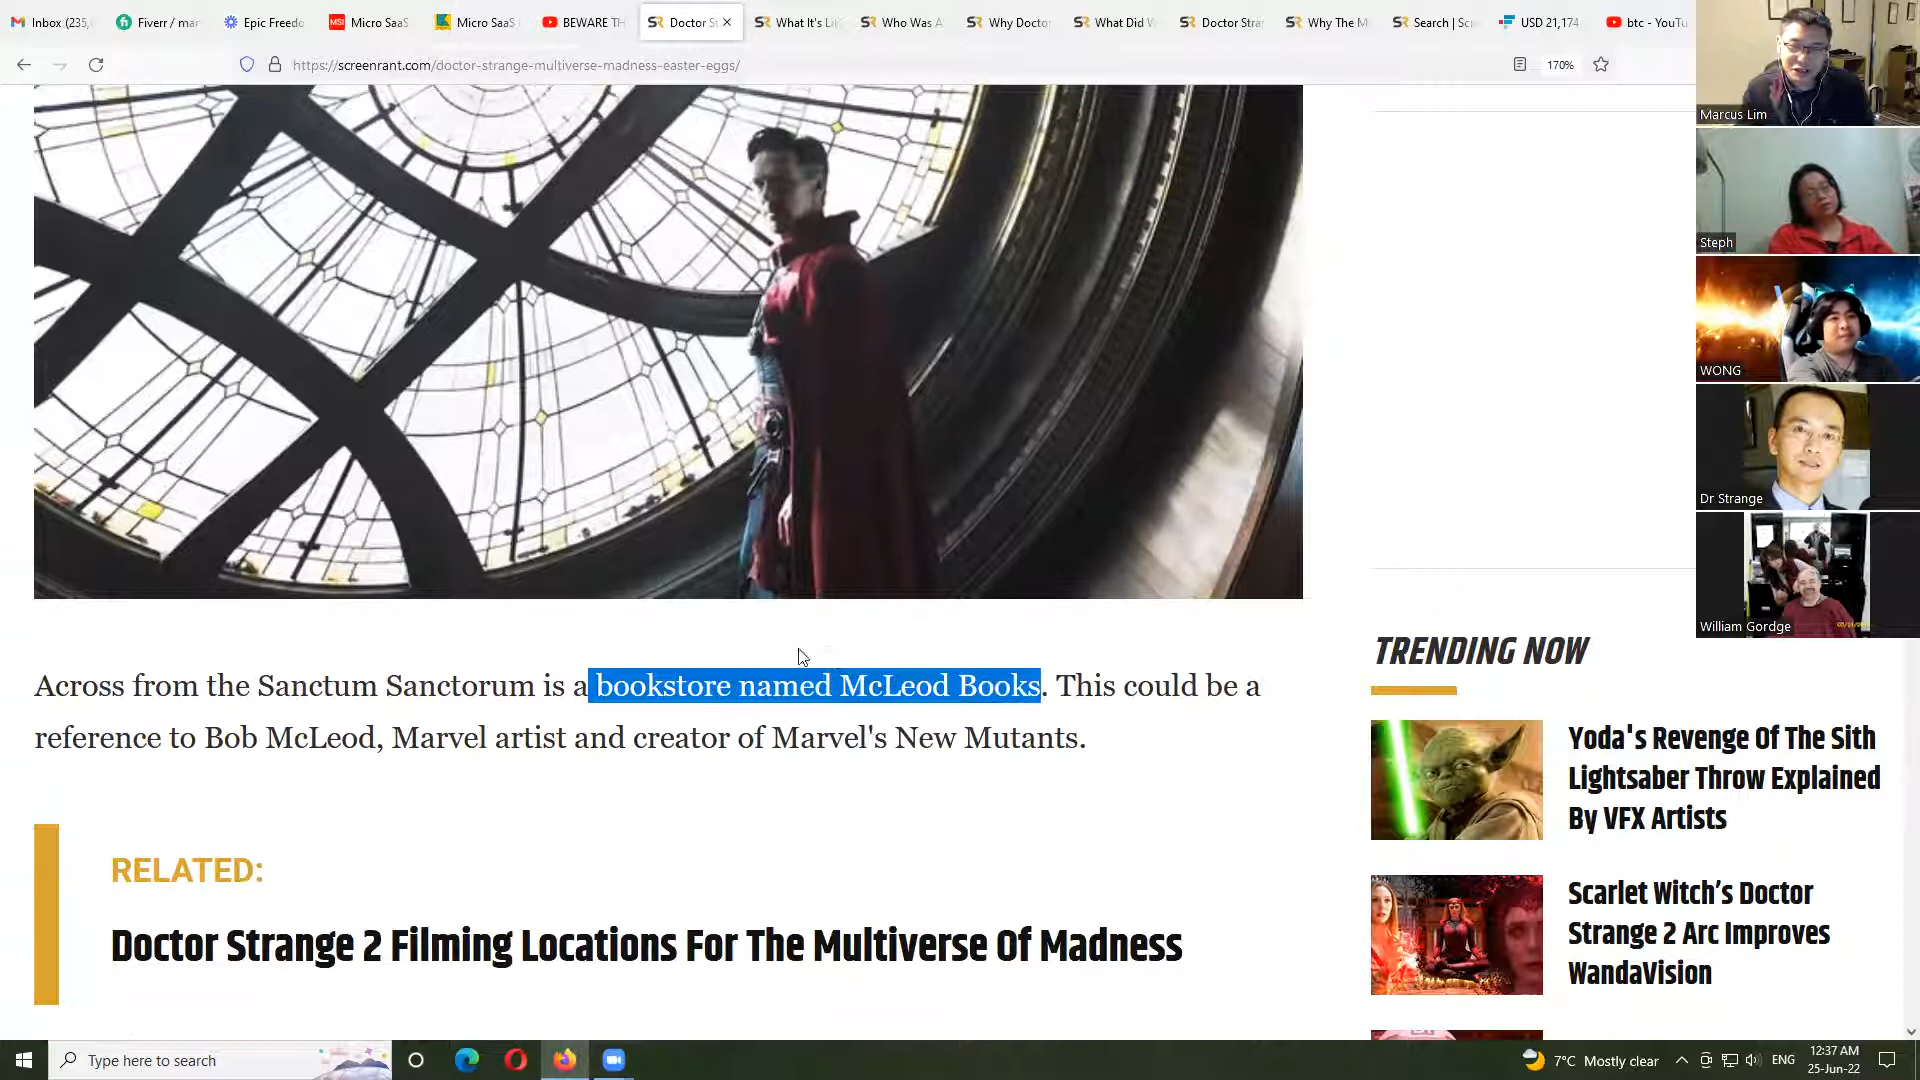 Inbox (235,
Fiverr / mar
Epic Freedo
Micro SaaS
Micro SaaS
BEWARE TH
Doctor S
What It's Li
Who Was A
Why Docto
What Did W
Doctor Stra
Why The M
Search | Sc
USD 21,174
btc - YouTu
https://screenrant.com/doctor-strange-multiverse-madness-easter-eggs/
170%
Marcus Lim
Steph
WONG
Dr Strange
William Gordge
Across from the Sanctum Sanctorum is a bookstore named McLeod Books. This could be a
reference to Bob McLeod, Marvel artist and creator of Marvel's New Mutants.
RELATED:
Doctor Strange 2 Filming Locations For The Multiverse Of Madness
TRENDING NOW
Yoda's Revenge Of The Sith
Lightsaber Throw Explained
By VFX Artists
Scarlet Witch’s Doctor
Strange 2 Arc Improves
WandaVision
Type here to search
7°C Mostly clear
ENG
12:37 AM
25-Jun-22